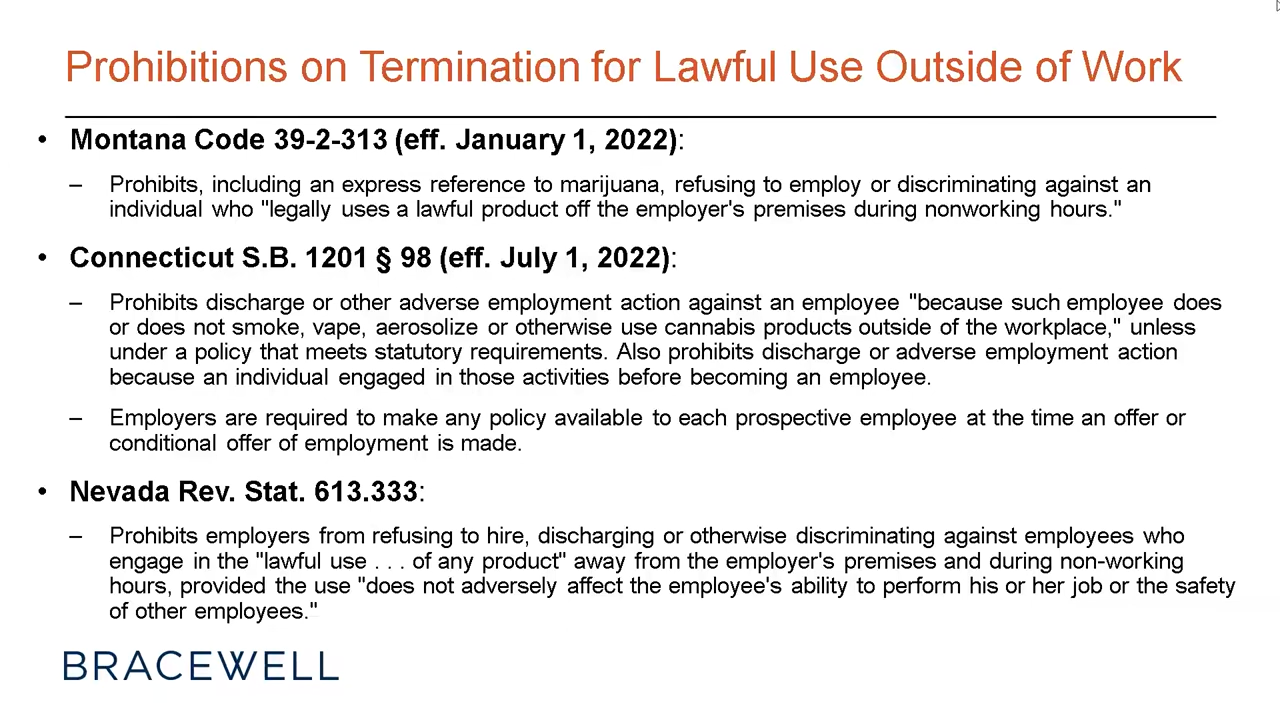 Prohibitions on Termination for Lawful Use Outside of Work
• Montana Code 39-2-313 (eff. January 1, 2022):
– Prohibits, including an express reference to marijuana, refusing to employ or discriminating against an
individual who "legally uses a lawful product off the employer's premises during nonworking hours."
• Connecticut S.B. 1201 § 98 (eff. July 1, 2022):
– Prohibits discharge or other adverse employment action against an employee "because such employee does
or does not smoke, vape, aerosolize or otherwise use cannabis products outside of the workplace," unless
under a policy that meets statutory requirements. Also prohibits discharge or adverse employment action
because an individual engaged in those activities before becoming an employee.
– Employers are required to make any policy available to each prospective employee at the time an offer or
conditional offer of employment is made.
• Nevada Rev. Stat. 613.333:
– Prohibits employers from refusing to hire, discharging or otherwise discriminating against employees who
engage in the "lawful use . . . of any product" away from the employer's premises and during non-working
hours, provided the use "does not adversely affect the employee's ability to perform his or her job or the safety
of other employees."
BRACEWELL